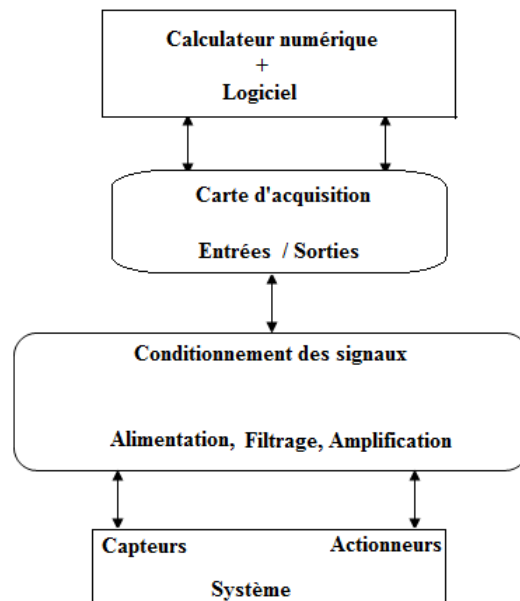 Calculateur numérique
+
Logiciel
Carte d'acquisition
Entrées / Sorties
Conditionnement des signaux
Alimentation, Filtrage, Amplification
Capteurs Actionneurs
Système